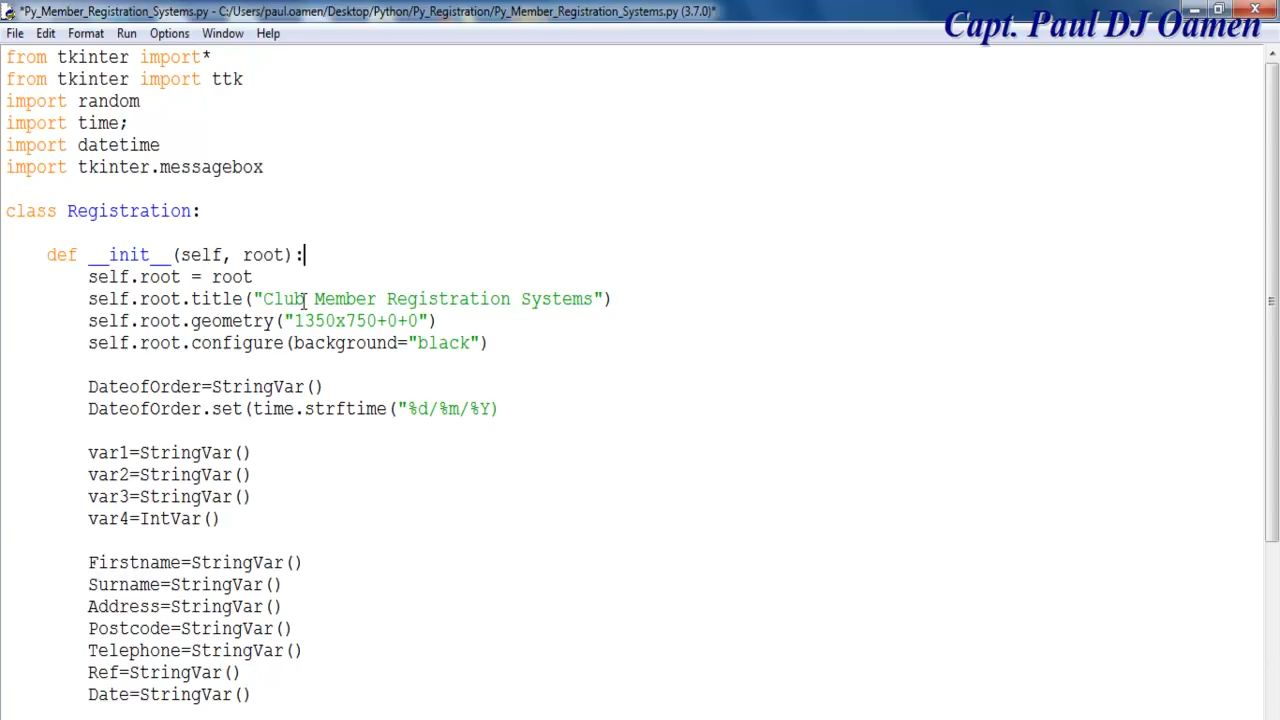 *Py_Member_Registration_Systems.py - C:/Users/paul.oamen/Desktop/Python/Py_Registration/Py_Member_Registration_Systems.py (3.7.0)*
Capt. Paul DJ Oamen
File Edit Format Run Options Window Help
from tkinter import*
from tkinter import ttk
import random
import time;
import datetime
import tkinter.messagebox
class Registration:
    def __init__(self, root):
        self.root = root
        self.root.title("Club Member Registration Systems")
        self.root.geometry("1350x750+0+0")
        self.root.configure(background="black")
        DateofOrder=StringVar()
        DateofOrder.set(time.strftime("%d/%m/%Y)
        var1=StringVar()
        var2=StringVar()
        var3=StringVar()
        var4=IntVar()
        Firstname=StringVar()
        Surname=StringVar()
        Address=StringVar()
        Postcode=StringVar()
        Telephone=StringVar()
        Ref=StringVar()
        Date=StringVar()